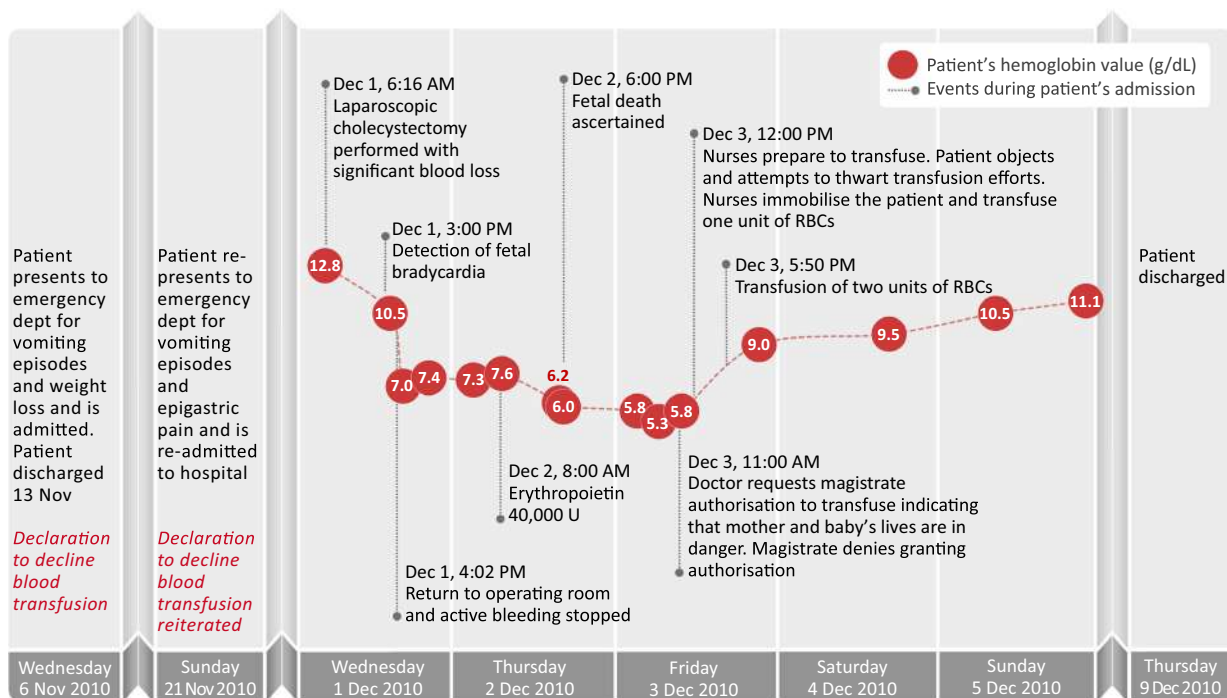 Patient's hemoglobin value (g/dL)
Events during patient's admission
Patient
presents to
emergency
dept for
vomiting
episodes
and weight
loss and is
admitted.
Patient
discharged
13 Nov
Declaration
to decline
blood
transfusion
Patient re-
presents to
emergency
dept for
vomiting
episodes
and
epigastric
pain and is
re-admitted
to hospital
Declaration
to decline
blood
transfusion
reiterated
Dec 1, 6:16 AM
Laparoscopic
cholecystectomy
performed with
significant blood loss
Dec 1, 3:00 PM
Detection of fetal
bradycardia
Dec 1, 4:02 PM
Return to operating room
and active bleeding stopped
Dec 2, 8:00 AM
Erythropoietin
40,000 U
Dec 2, 6:00 PM
Fetal death
ascertained
Dec 3, 11:00 AM
Doctor requests magistrate
authorisation to transfuse indicating
that mother and baby's lives are in
danger. Magistrate denies granting
authorisation
Dec 3, 12:00 PM
Nurses prepare to transfuse. Patient objects
and attempts to thwart transfusion efforts.
Nurses immobilise the patient and transfuse
one unit of RBCs
Dec 3, 5:50 PM
Transfusion of two units of RBCs
Patient
discharged
12.8
10.5
7.0
7.4
7.3
7.6
6.2
6.0
5.8
5.3
5.8
9.0
9.5
10.5
11.1
Wednesday
6 Nov 2010
Sunday
21 Nov 2010
Wednesday
1 Dec 2010
Thursday
2 Dec 2010
Friday
3 Dec 2010
Saturday
4 Dec 2010
Sunday
5 Dec 2010
Thursday
9 Dec 2010